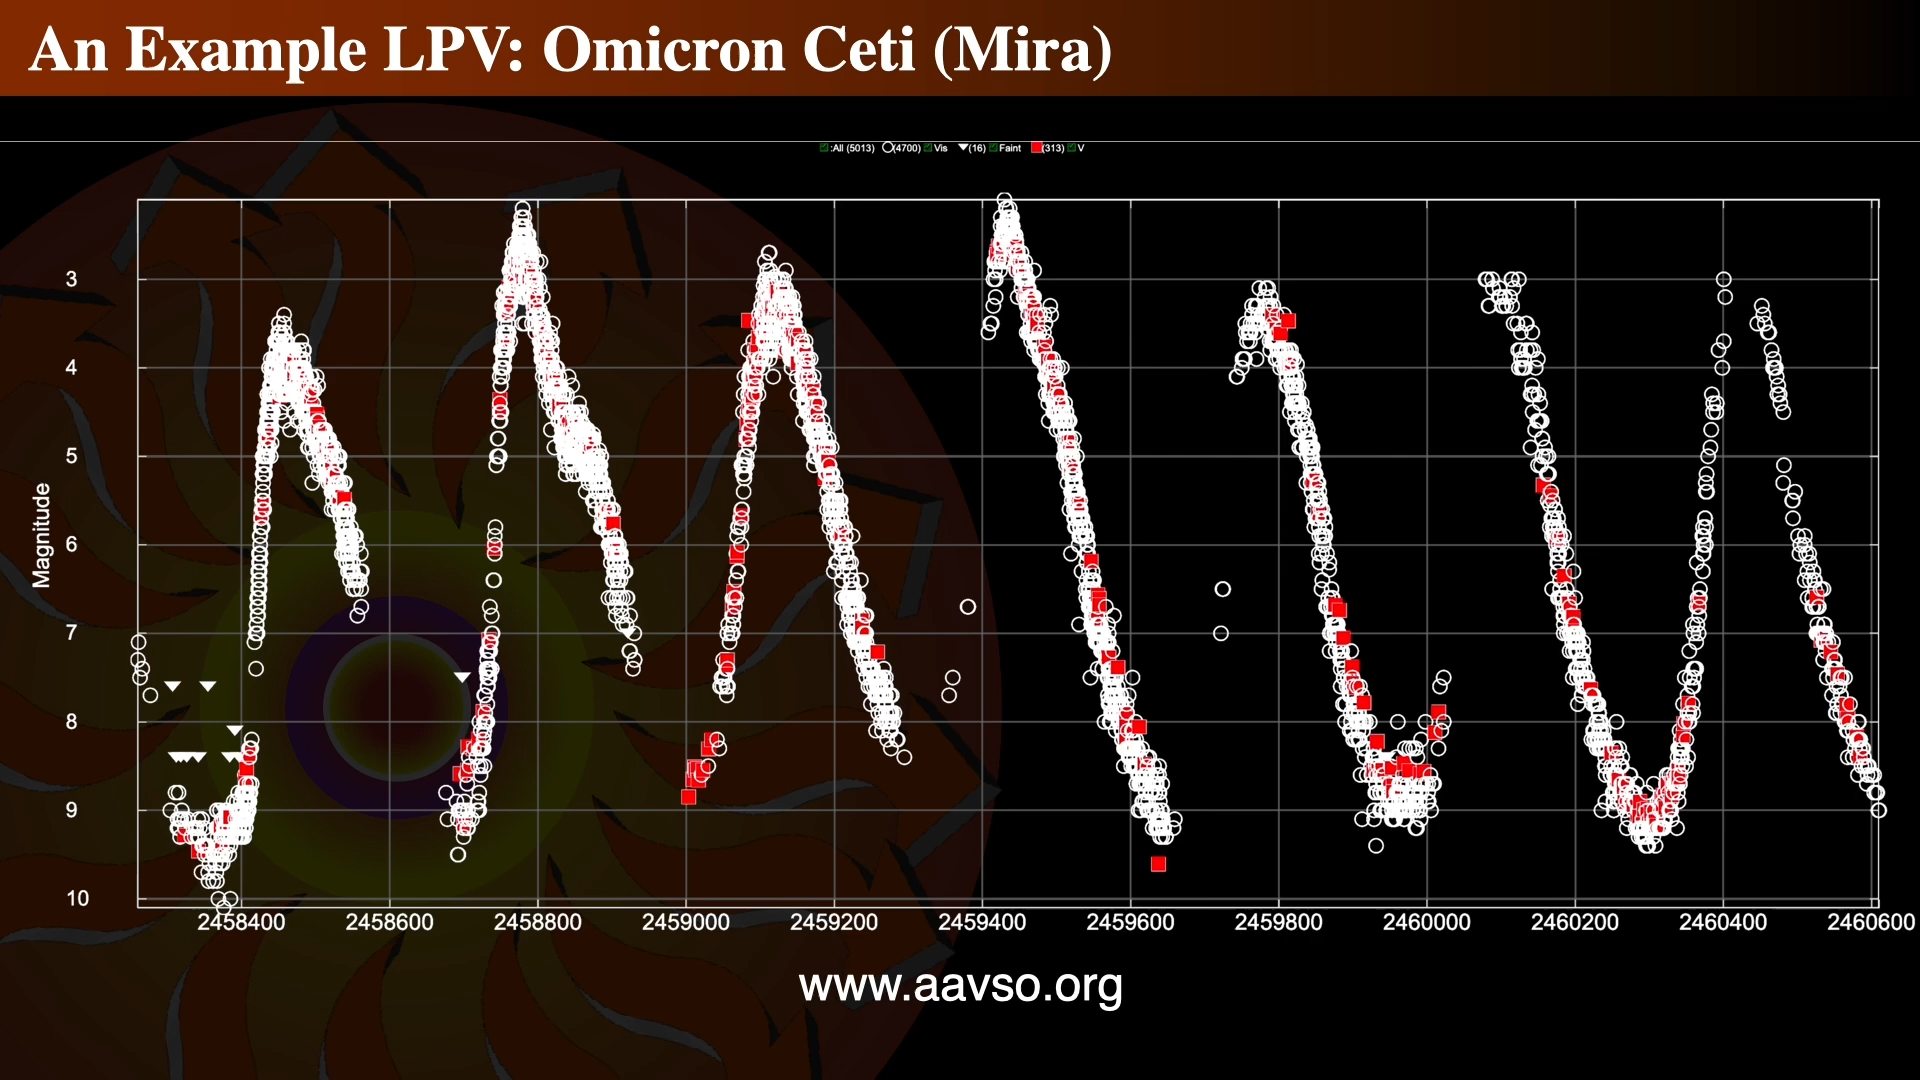 An Example LPV: Omicron Ceti (Mira)
:All (5013) (4700) Vis (16) Faint (313) V
3
4
5
6
7
8
9
10
Magnitude
2458400 2458600 2458800 2459000 2459200 2459400 2459600 2459800 2460000 2460200 2460400 2460600
www.aavso.org